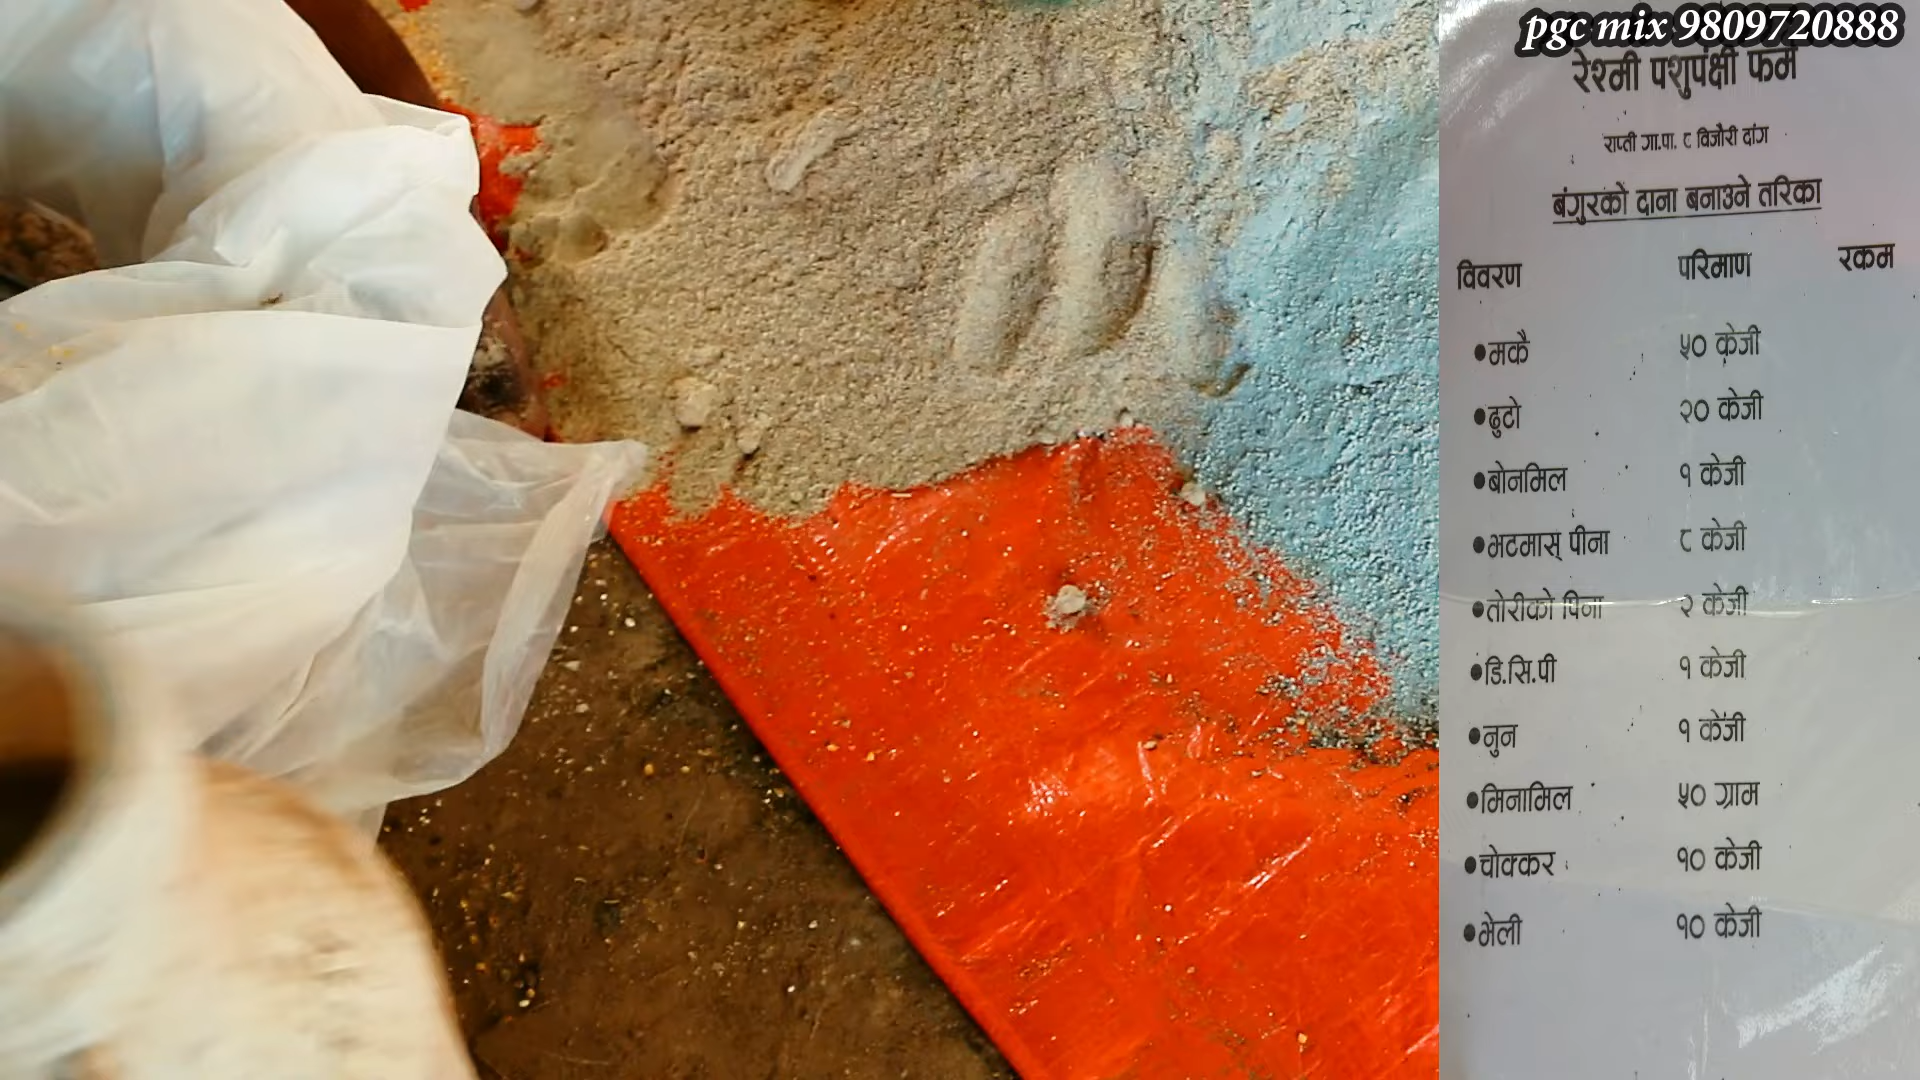 pgc mix 9809720888
रेश्मी पशुपंक्षी फर्म
राप्ती गा.पा. ८ विजौरी दांग
बंगुरको दाना बनाउने तरिका
विवरण परिमाण रकम
•मकै ५० केजी
•ढुटो २० केजी
•बोनमिल १ केजी
•भटमास् पीना ८ केजी
•तोरीको पिना २ केजी
•डि.सि.पी १ केजी
•नुन १ केजी
•मिनामिल ५० ग्राम
•चोक्कर १० केजी
•भेली १० केजी